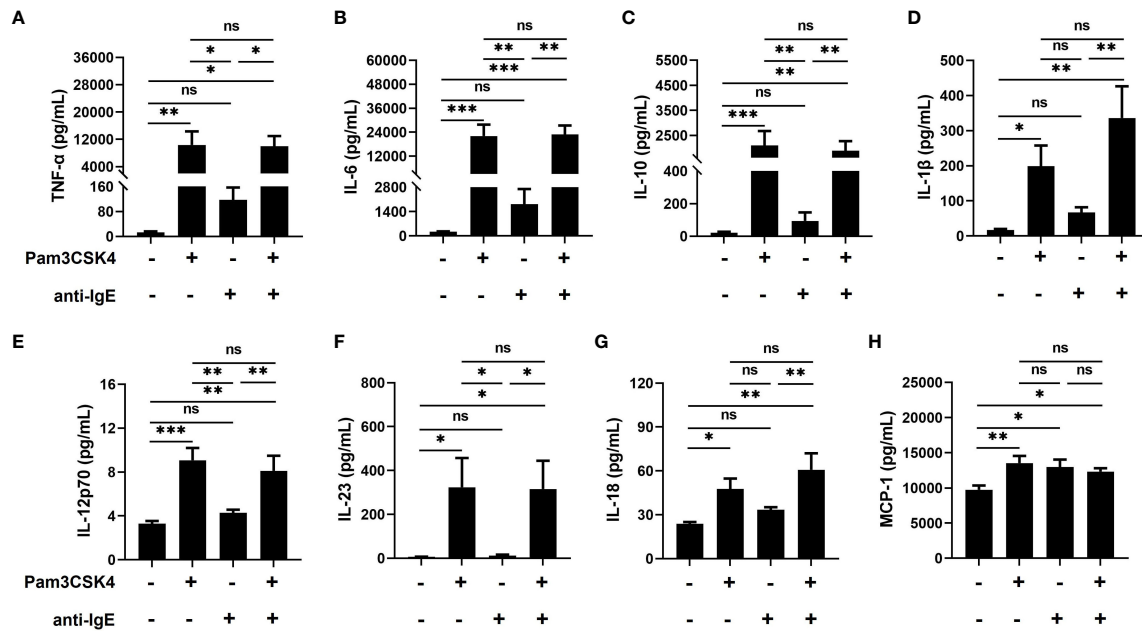 A
ns
* *
*
ns
**
TNF-α (pg/mL)
36000
28000
20000
12000
4000
160
80
0
B
ns
** **
***
ns
***
IL-6 (pg/mL)
60000
48000
36000
24000
12000
2800
1400
0
C
ns
** **
**
ns
***
IL-10 (pg/mL)
5500
4500
3500
2500
1500
400
200
0
D
ns
ns **
**
ns
*
IL-1β (pg/mL)
500
400
300
200
100
0
Pam3CSK4 - + - + - + - + - + - + - + - +
anti-IgE - - + + - - + + - - + + - - + +
E
ns
** **
**
ns
***
IL-12p70 (pg/mL)
16
12
8
4
0
F
ns
* *
*
ns
*
IL-23 (pg/mL)
800
600
400
200
0
G
ns
ns **
**
ns
*
IL-18 (pg/mL)
120
90
60
30
0
H
ns
ns ns
*
*
**
MCP-1 (pg/mL)
25000
20000
15000
10000
5000
0
Pam3CSK4 - + - + - + - + - + - + - + - +
anti-IgE - - + + - - + + - - + + - - + +